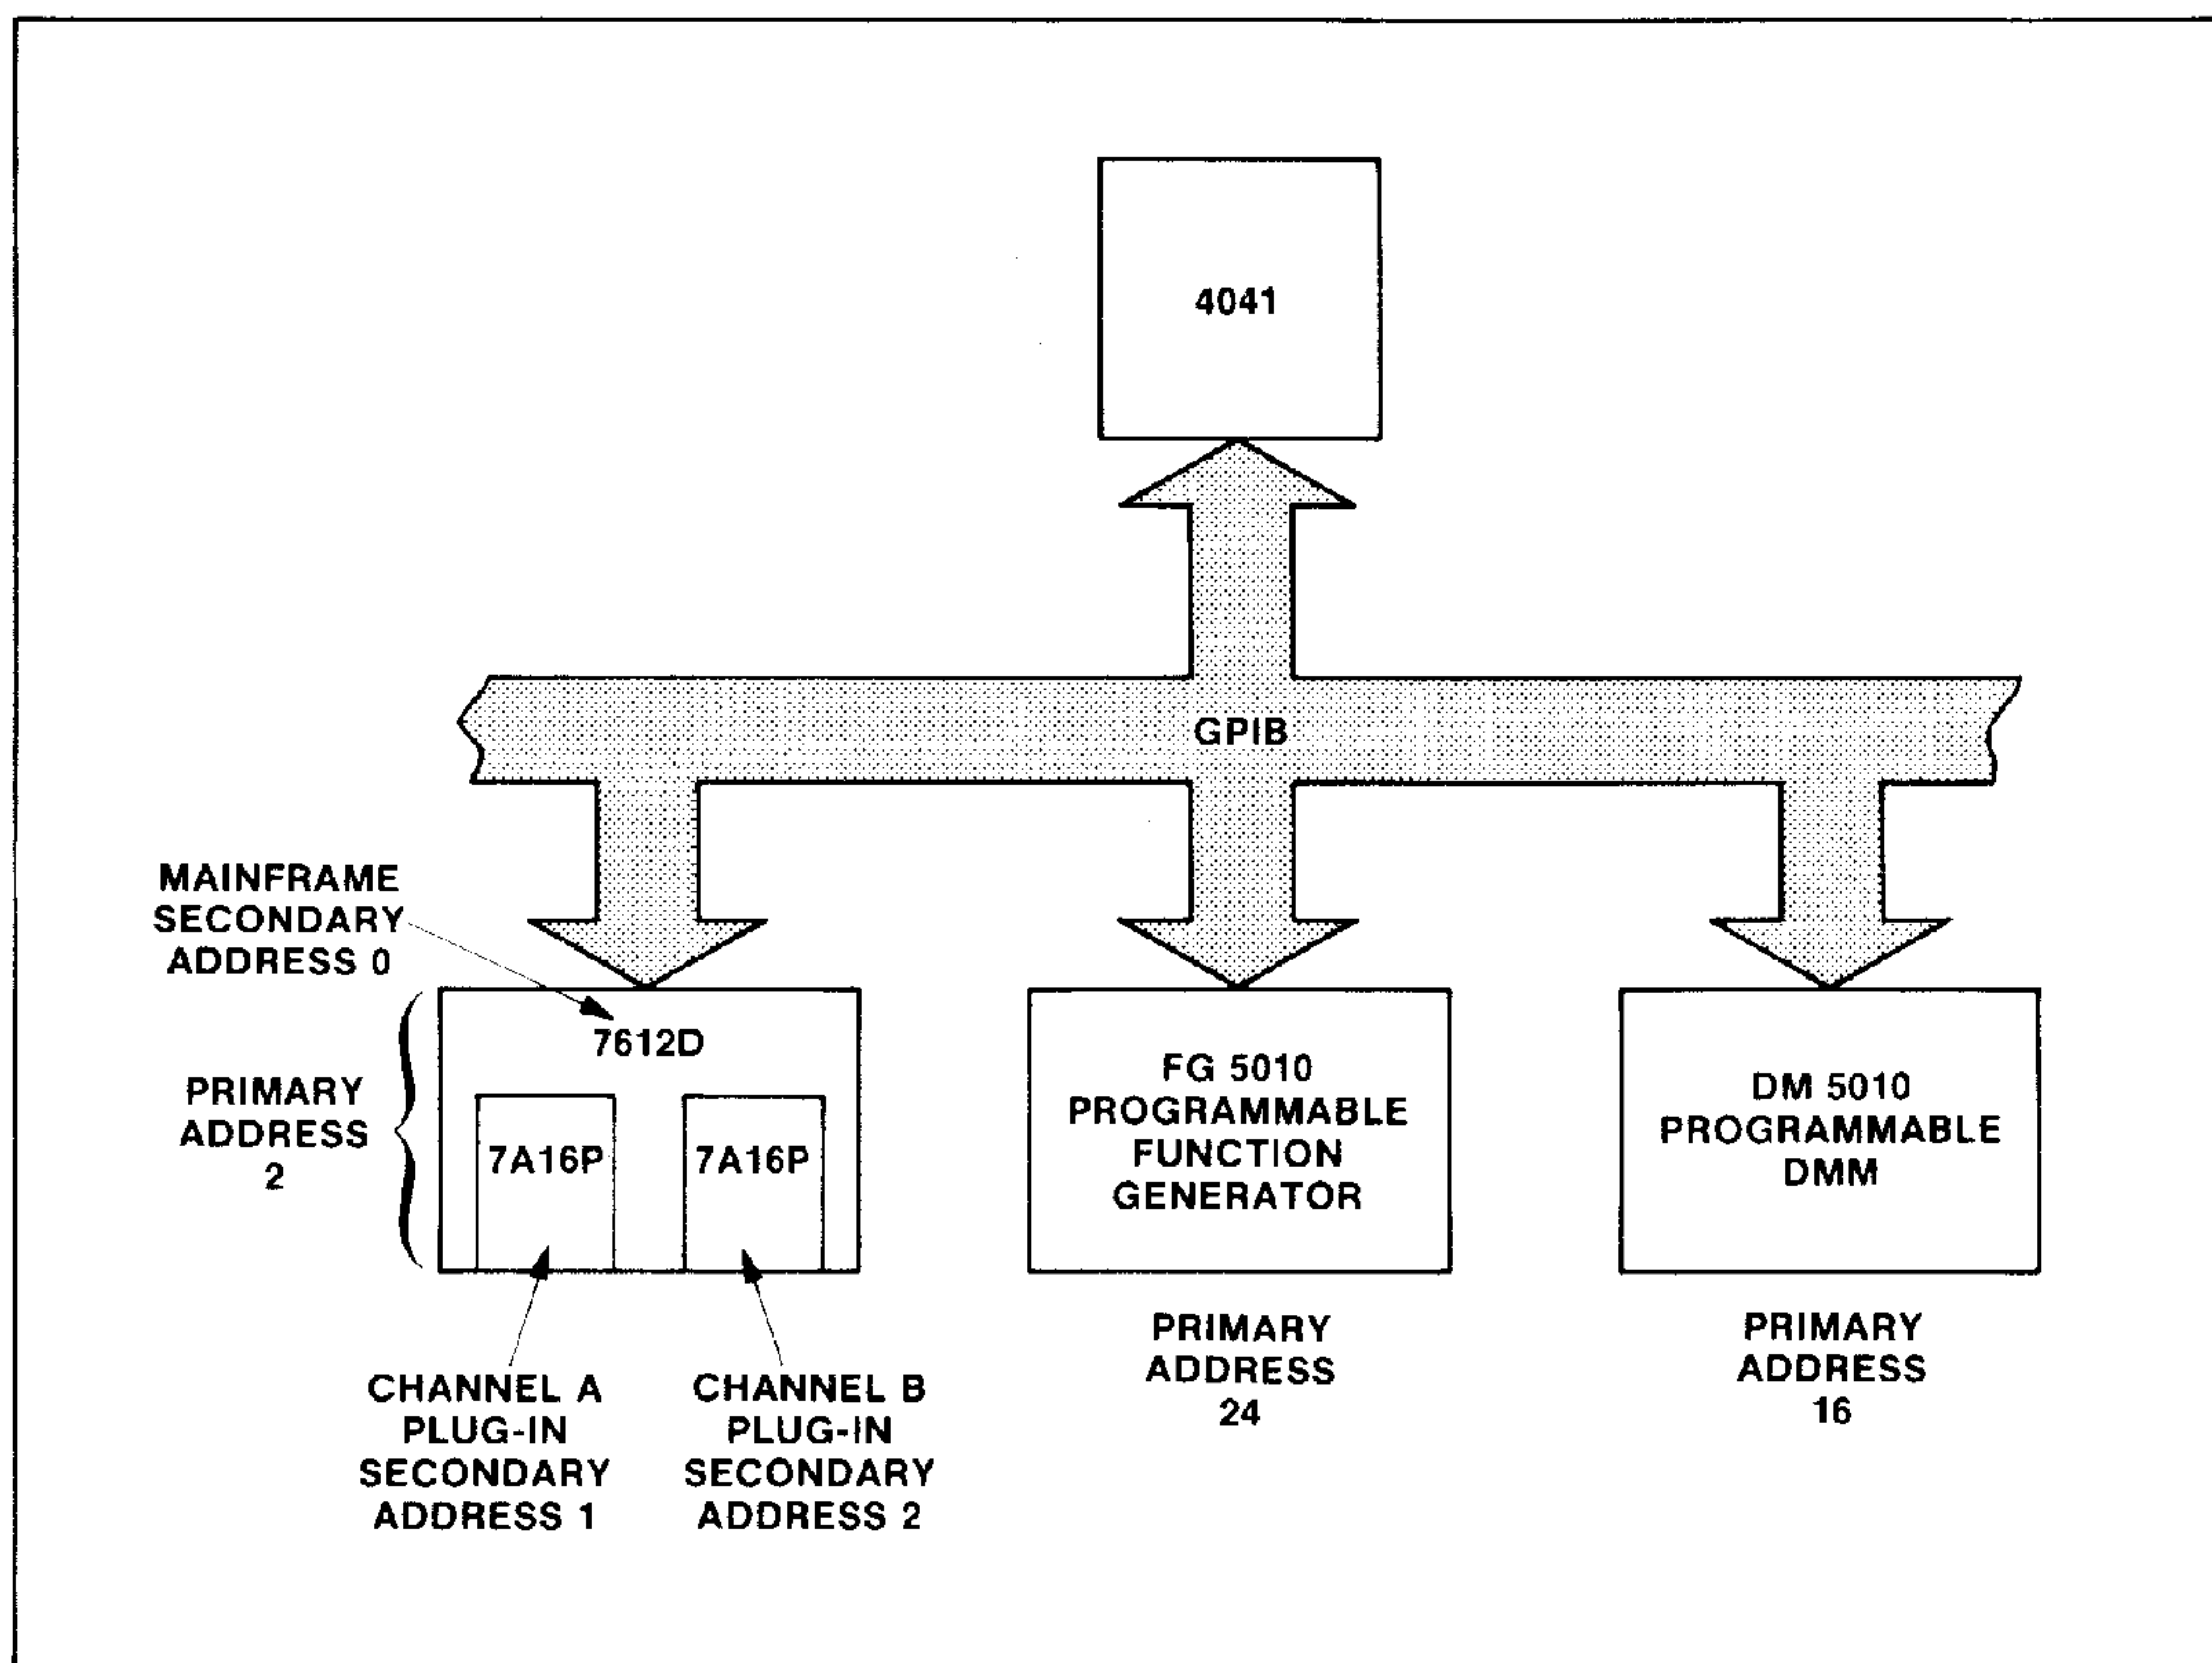 4041
GPIB
MAINFRAME
SECONDARY
ADDRESS 0
7612D
PRIMARY
ADDRESS
2
7A16P
7A16P
CHANNEL A
PLUG-IN
SECONDARY
ADDRESS 1
CHANNEL B
PLUG-IN
SECONDARY
ADDRESS 2
FG 5010
PROGRAMMABLE
FUNCTION
GENERATOR
PRIMARY
ADDRESS
24
DM 5010
PROGRAMMABLE
DMM
PRIMARY
ADDRESS
16